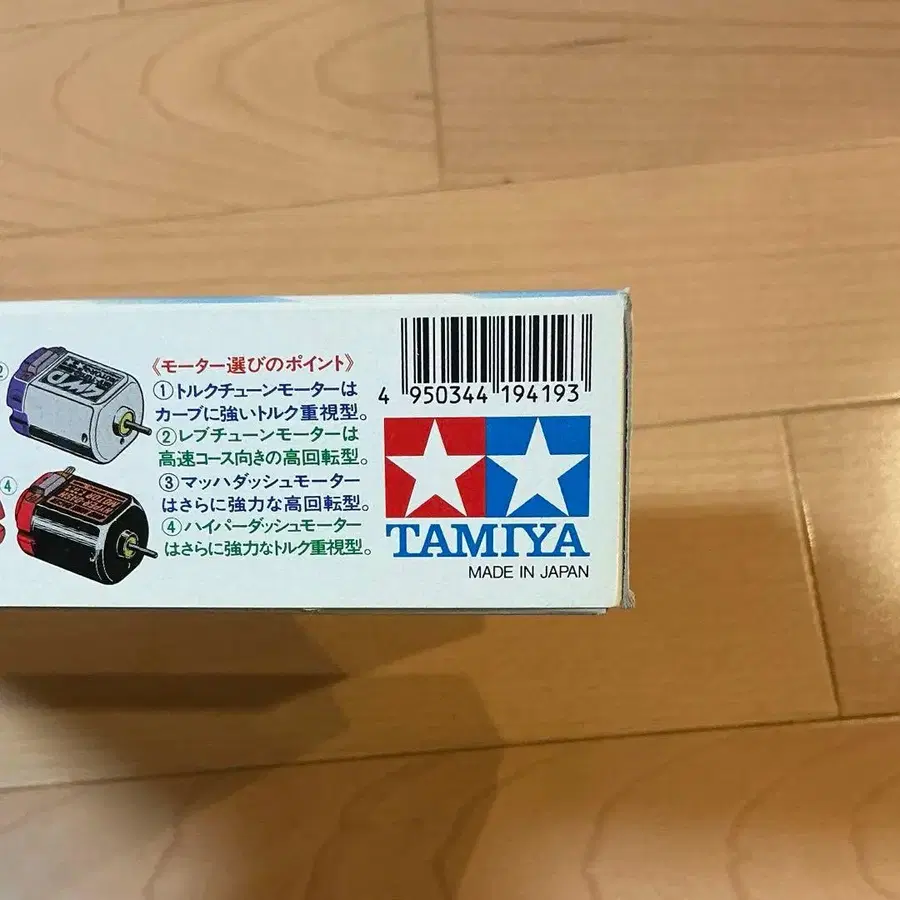 《モーター選びのポイント》
①トルクチューンモーターは
カーブに強いトルク重視型。
②レブチューンモーターは
高速コース向きの高回転型。
③マッハダッシュモーター
はさらに強力な高回転型。
④ハイパーダッシュモーター
はさらに強力なトルク重視型。
②
4WD
④
4 950344 194193
TAMIYA
MADE IN JAPAN